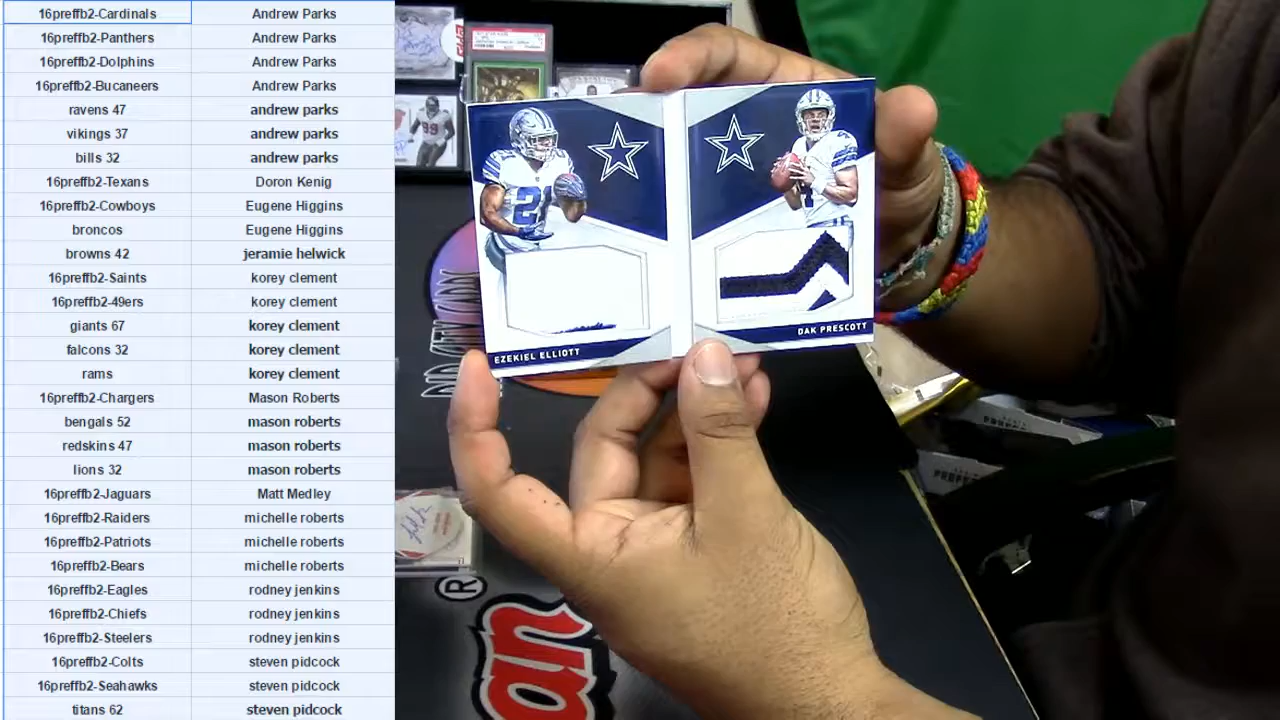 16preffb2-Cardinals Andrew Parks
16preffb2-Panthers Andrew Parks
16preffb2-Dolphins Andrew Parks
16preffb2-Bucaneers Andrew Parks
ravens 47 andrew parks
vikings 37 andrew parks
bills 32 andrew parks
16preffb2-Texans Doron Kenig
16preffb2-Cowboys Eugene Higgins
broncos Eugene Higgins
browns 42 jeramie helwick
16preffb2-Saints korey clement
16preffb2-49ers korey clement
giants 67 korey clement
falcons 32 korey clement
rams korey clement
16preffb2-Chargers Mason Roberts
bengals 52 mason roberts
redskins 47 mason roberts
lions 32 mason roberts
16preffb2-Jaguars Matt Medley
16preffb2-Raiders michelle roberts
16preffb2-Patriots michelle roberts
16preffb2-Bears michelle roberts
16preffb2-Eagles rodney jenkins
16preffb2-Chiefs rodney jenkins
16preffb2-Steelers rodney jenkins
16preffb2-Colts steven pidcock
16preffb2-Seahawks steven pidcock
titans 62 steven pidcock
99
21
4
EZEKIEL ELLIOTT
DAK PRESCOTT
®